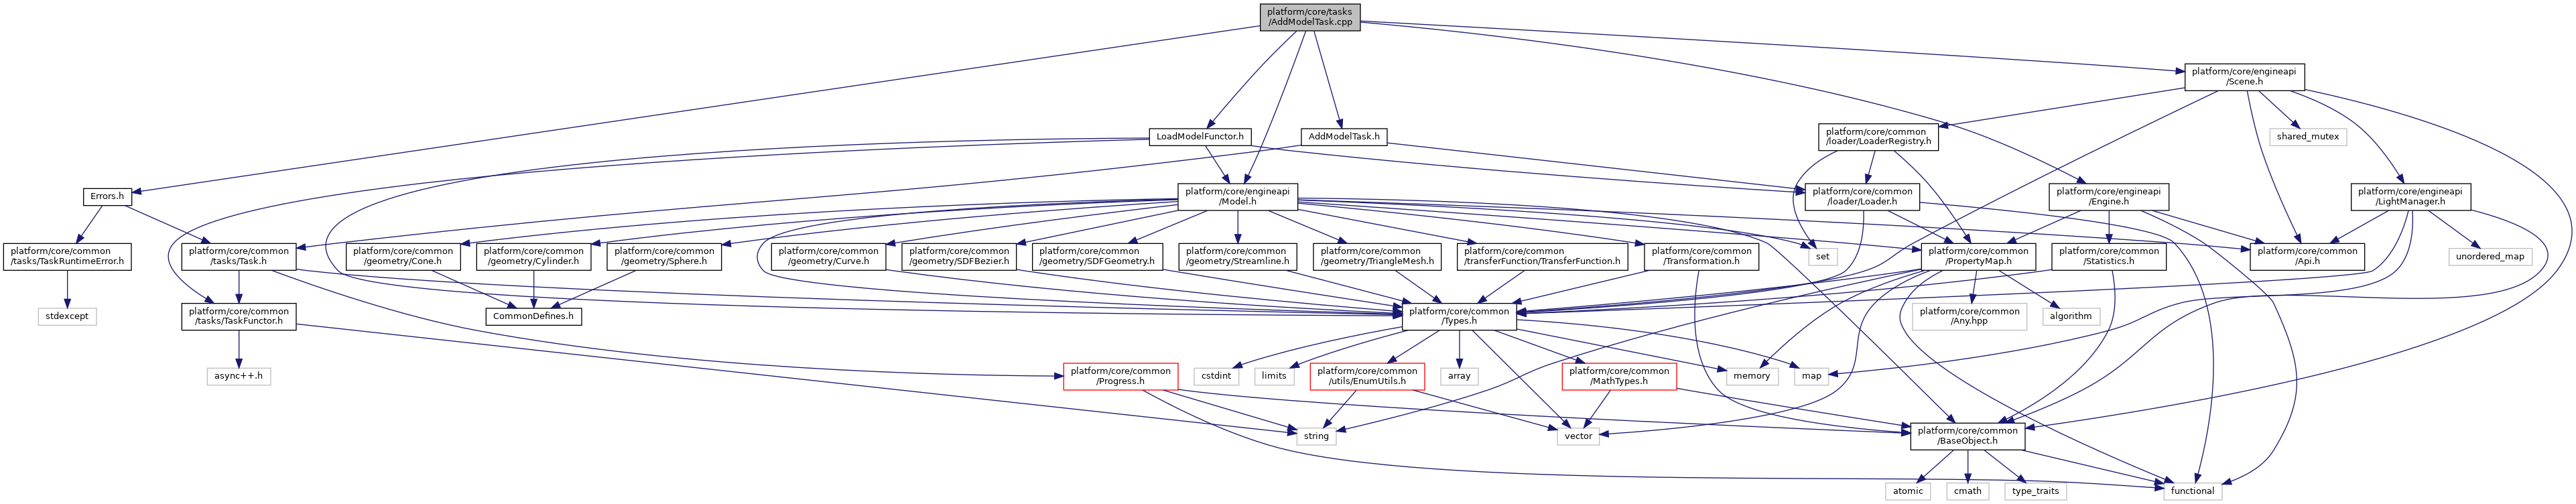 platform/core/tasks
/AddModelTask.cpp
platform/core/engineapi
/Scene.h
LoadModelFunctor.h
AddModelTask.h
platform/core/common
/loader/LoaderRegistry.h
shared_mutex
Errors.h
platform/core/engineapi
/Model.h
platform/core/common
/loader/Loader.h
platform/core/engineapi
/Engine.h
platform/core/engineapi
/LightManager.h
platform/core/common
/tasks/TaskRuntimeError.h
platform/core/common
/tasks/Task.h
platform/core/common
/geometry/Cone.h
platform/core/common
/geometry/Cylinder.h
platform/core/common
/geometry/Sphere.h
platform/core/common
/geometry/Curve.h
platform/core/common
/geometry/SDFBezier.h
platform/core/common
/geometry/SDFGeometry.h
platform/core/common
/geometry/Streamline.h
platform/core/common
/geometry/TriangleMesh.h
platform/core/common
/transferFunction/TransferFunction.h
platform/core/common
/Transformation.h
set
platform/core/common
/PropertyMap.h
platform/core/common
/Statistics.h
platform/core/common
/Api.h
unordered_map
stdexcept
platform/core/common
/tasks/TaskFunctor.h
CommonDefines.h
platform/core/common
/Types.h
platform/core/common
/Any.hpp
algorithm
async++.h
platform/core/common
/Progress.h
cstdint
limits
platform/core/common
/utils/EnumUtils.h
array
platform/core/common
/MathTypes.h
memory
map
string
vector
platform/core/common
/BaseObject.h
atomic
cmath
type_traits
functional